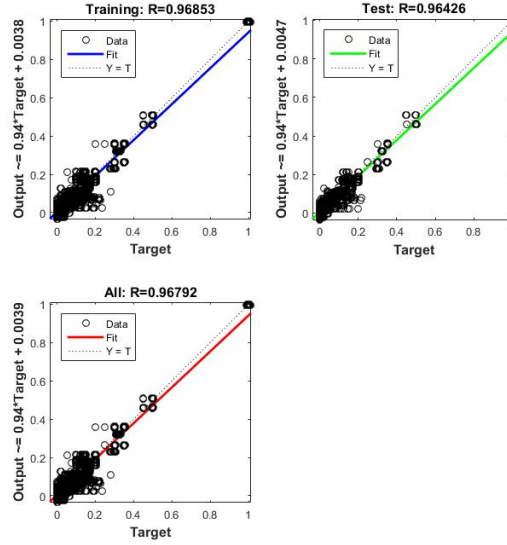 Training: R=0.96853
Output ~= 0.94*Target + 0.0038
1
0.8
0.6
0.4
0.2
0
Data
Fit
Y = T
0 0.2 0.4 0.6 0.8 1
Target
Test: R=0.96426
Output ~= 0.94*Target + 0.0047
1
0.8
0.6
0.4
0.2
0
Data
Fit
Y = T
0 0.2 0.4 0.6 0.8 1
Target
All: R=0.96792
Output ~= 0.94*Target + 0.0039
1
0.8
0.6
0.4
0.2
0
Data
Fit
Y = T
0 0.2 0.4 0.6 0.8 1
Target